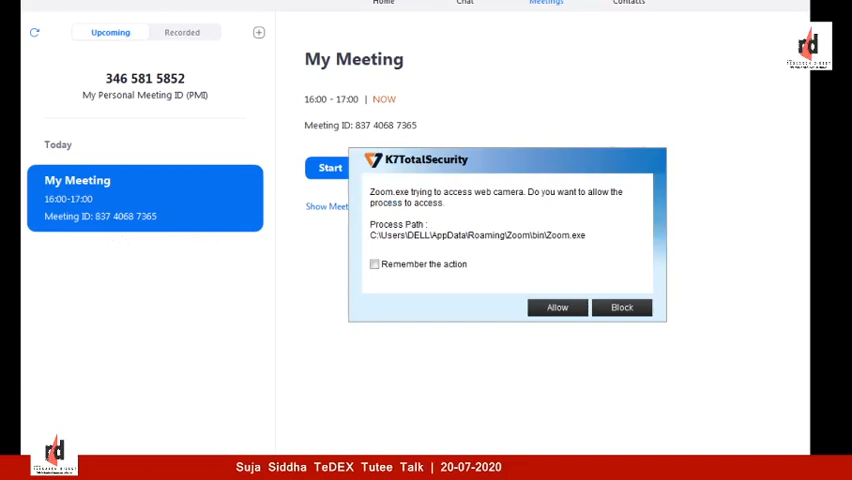 Home Chat Meetings Contacts
Upcoming Recorded
346 581 5852
My Personal Meeting ID (PMI)
Today
My Meeting
16:00-17:00
Meeting ID: 837 4068 7365
My Meeting
16:00 - 17:00 | NOW
Meeting ID: 837 4068 7365
Start
Show Meet
K7TotalSecurity
Zoom.exe trying to access web camera. Do you want to allow the
process to access.
Process Path :
C:\Users\DELL\AppData\Roaming\Zoom\bin\Zoom.exe
Remember the action
Allow Block
rd
rd
Suja Siddha TeDEX Tutee Talk | 20-07-2020